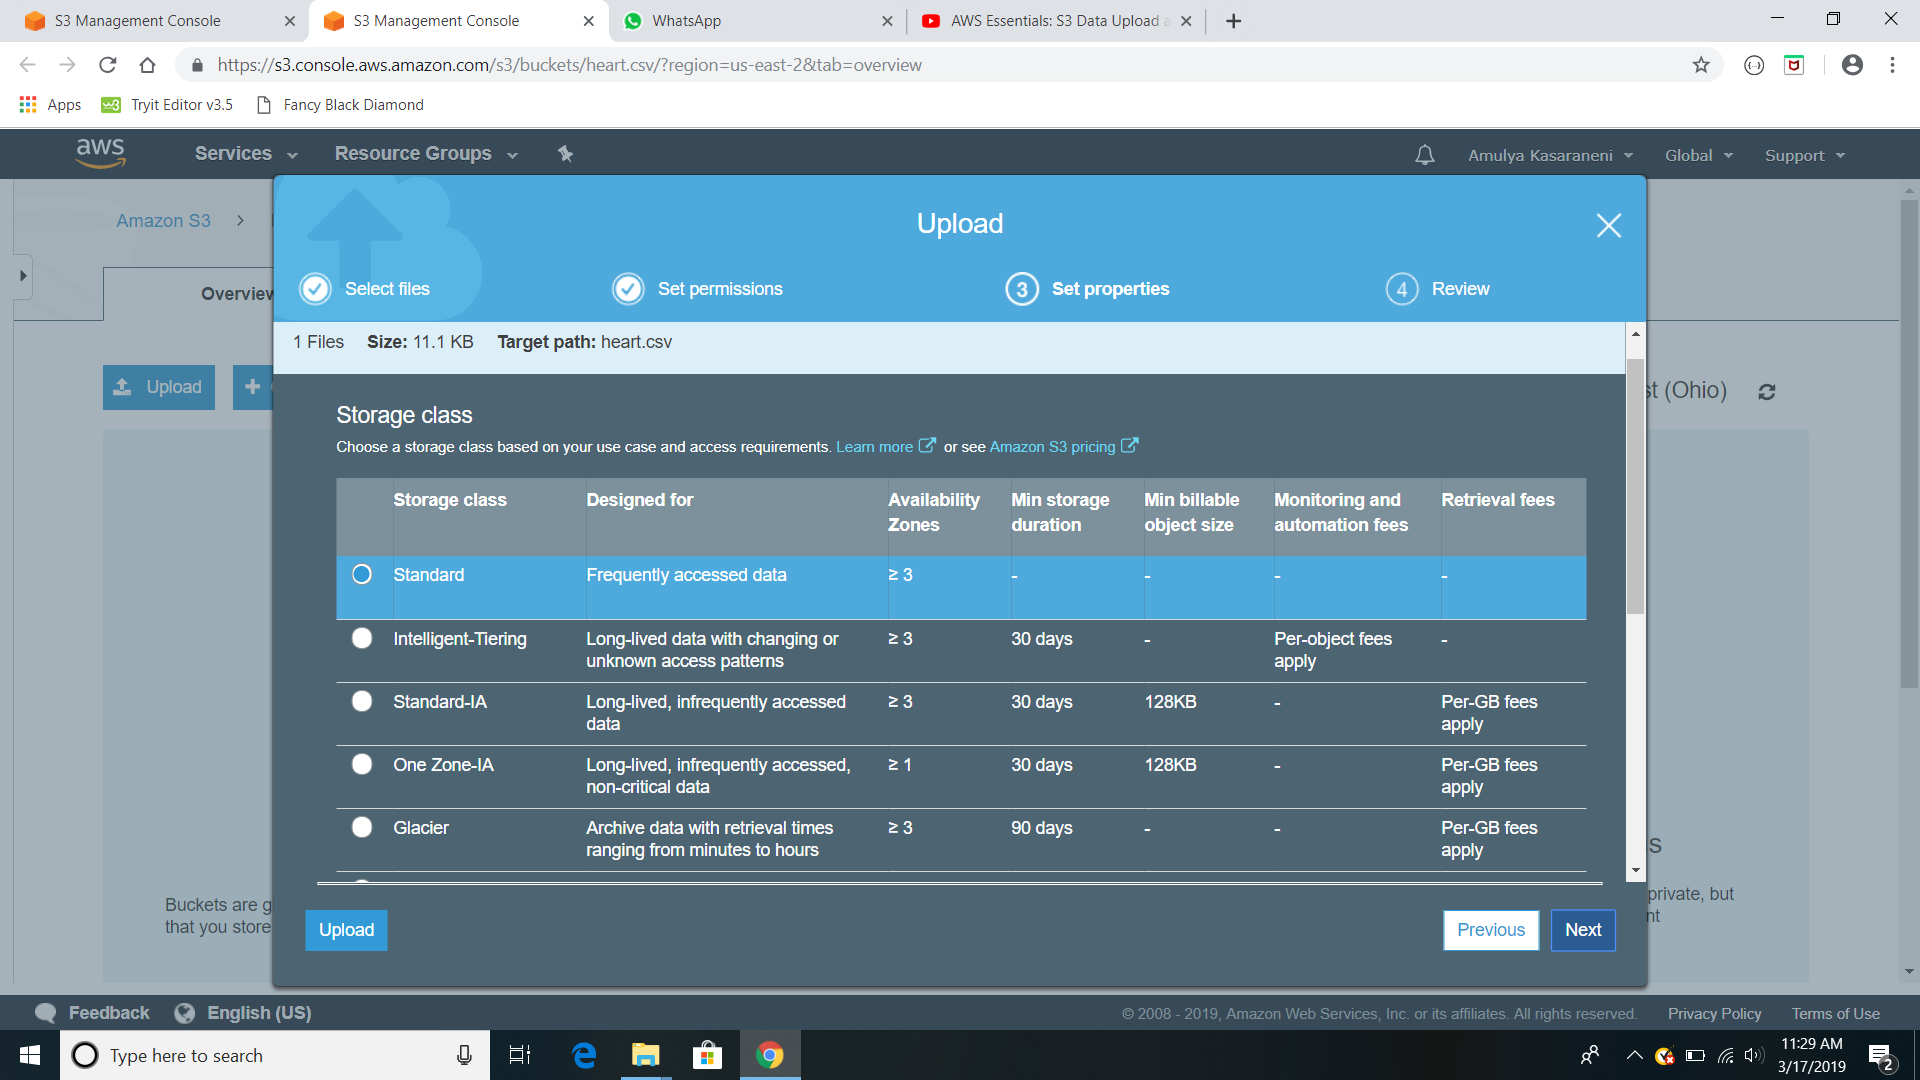 S3 Management Console
S3 Management Console
WhatsApp
AWS Essentials: S3 Data Upload
https://s3.console.aws.amazon.com/s3/buckets/heart.csv/?region=us-east-2&tab=overview
Apps
Tryit Editor v3.5
Fancy Black Diamond
aws
Services
Resource Groups
Amulya Kasaraneni
Global
Support
Amazon S3 >
Overview
Upload
st (Ohio)
Upload
Select files
Set permissions
3 Set properties
4 Review
1 Files Size: 11.1 KB Target path: heart.csv
Storage class
Choose a storage class based on your use case and access requirements. Learn more or see Amazon S3 pricing
Storage class Designed for Availability Zones Min storage duration Min billable object size Monitoring and automation fees Retrieval fees
Standard Frequently accessed data ≥ 3 - - - -
Intelligent-Tiering Long-lived data with changing or unknown access patterns ≥ 3 30 days - Per-object fees apply -
Standard-IA Long-lived, infrequently accessed data ≥ 3 30 days 128KB - Per-GB fees apply
One Zone-IA Long-lived, infrequently accessed, non-critical data ≥ 1 30 days 128KB - Per-GB fees apply
Glacier Archive data with retrieval times ranging from minutes to hours ≥ 3 90 days - - Per-GB fees apply
Upload
Previous
Next
Buckets are g
that you store
s
private, but
nt
Feedback
English (US)
© 2008 - 2019, Amazon Web Services, Inc. or its affiliates. All rights reserved.
Privacy Policy
Terms of Use
Type here to search
11:29 AM
3/17/2019
2